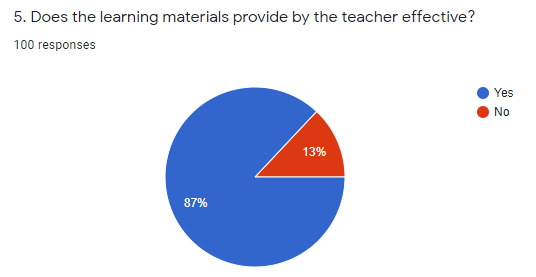 5. Does the learning materials provide by the teacher effective?
100 responses
Yes
No
13%
87%